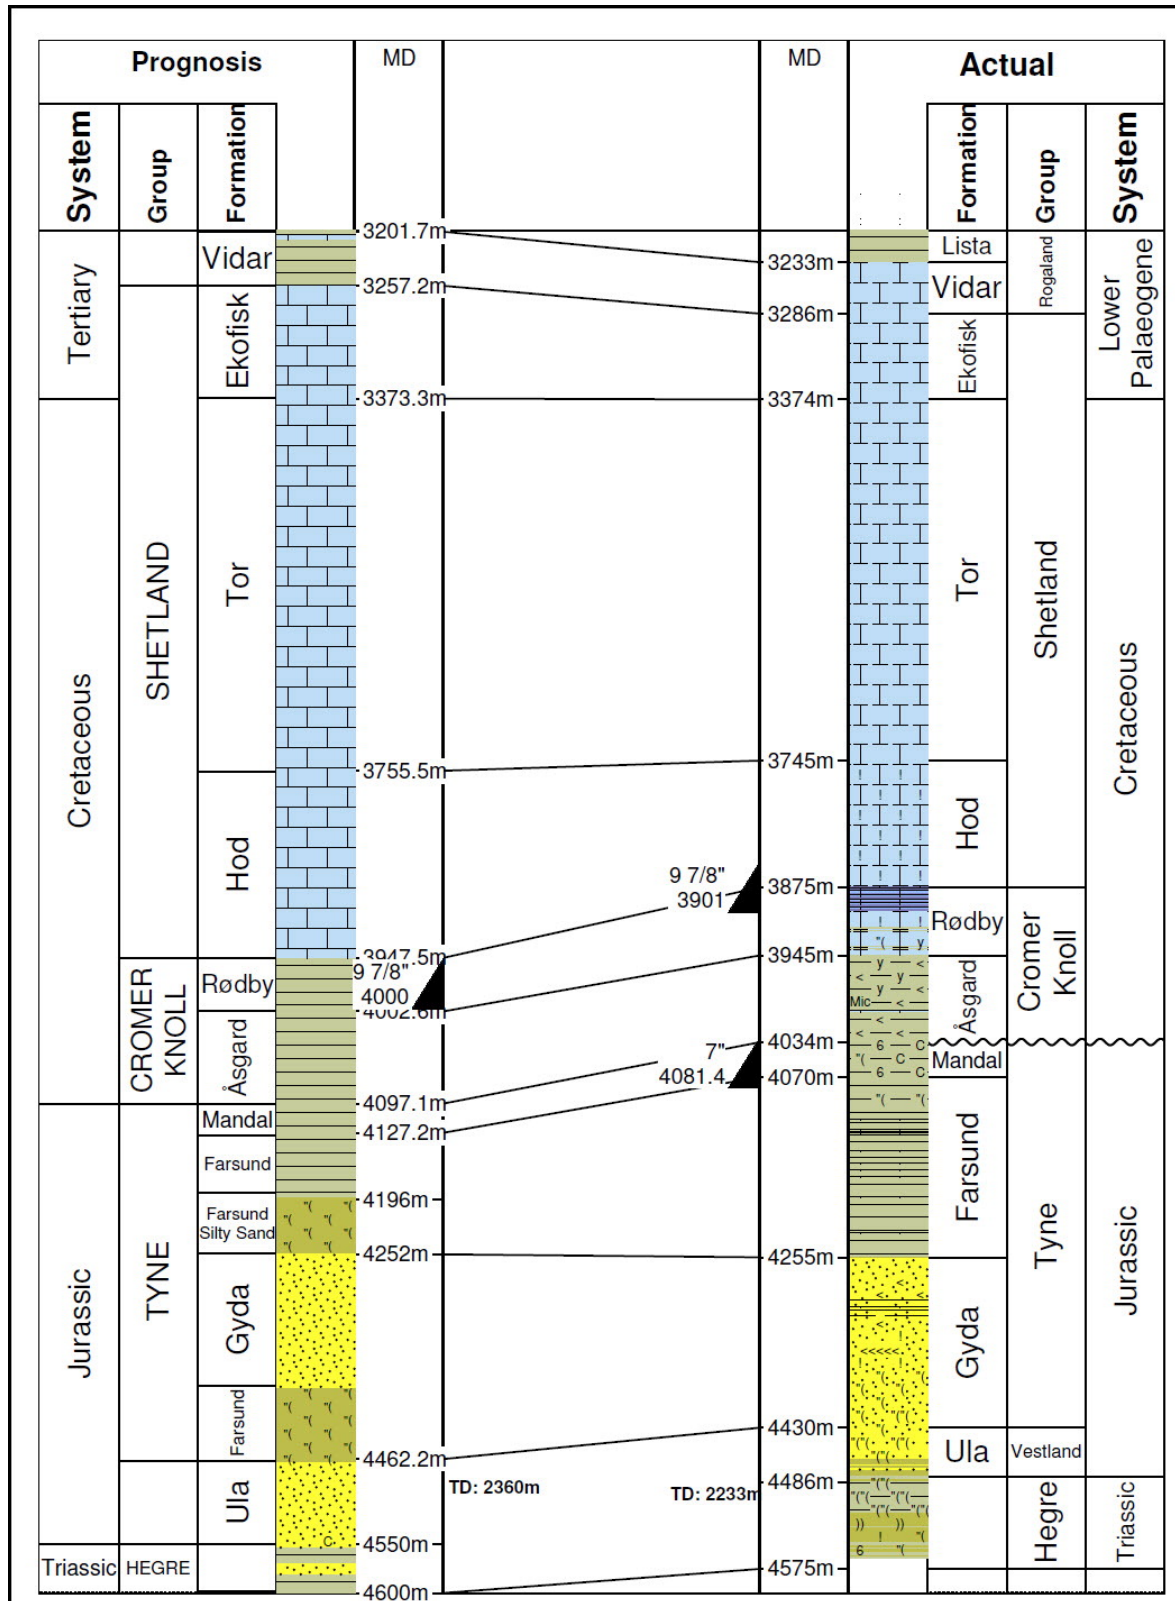 Prognosis
MD
MD
Actual
System
Group
Formation
Formation
Group
System
Tertiary
Cretaceous
Jurassic
Triassic
SHETLAND
CROMER
KNOLL
TYNE
HEGRE
Vidar
Ekofisk
Tor
Hod
Rødby
Åsgard
Mandal
Farsund
Farsund
Silty Sand
Gyda
Farsund
Ula
3201.7m
3257.2m
3373.3m
3755.5m
3947.5m
9 7/8"
4000
4002.6m
4097.1m
4127.2m
4196m
4252m
4462.2m
4550m
4600m
TD: 2360m
9 7/8"
3901
7"
4081.4
TD: 2233m
3233m
3286m
3374m
3745m
3875m
3945m
4034m
4070m
4255m
4430m
4486m
4575m
Mic
Lista
Vidar
Ekofisk
Tor
Hod
Rødby
Åsgard
Mandal
Farsund
Gyda
Ula
Rogaland
Shetland
Cromer
Knoll
Tyne
Vestland
Hegre
Lower
Palaeogene
Cretaceous
Jurassic
Triassic